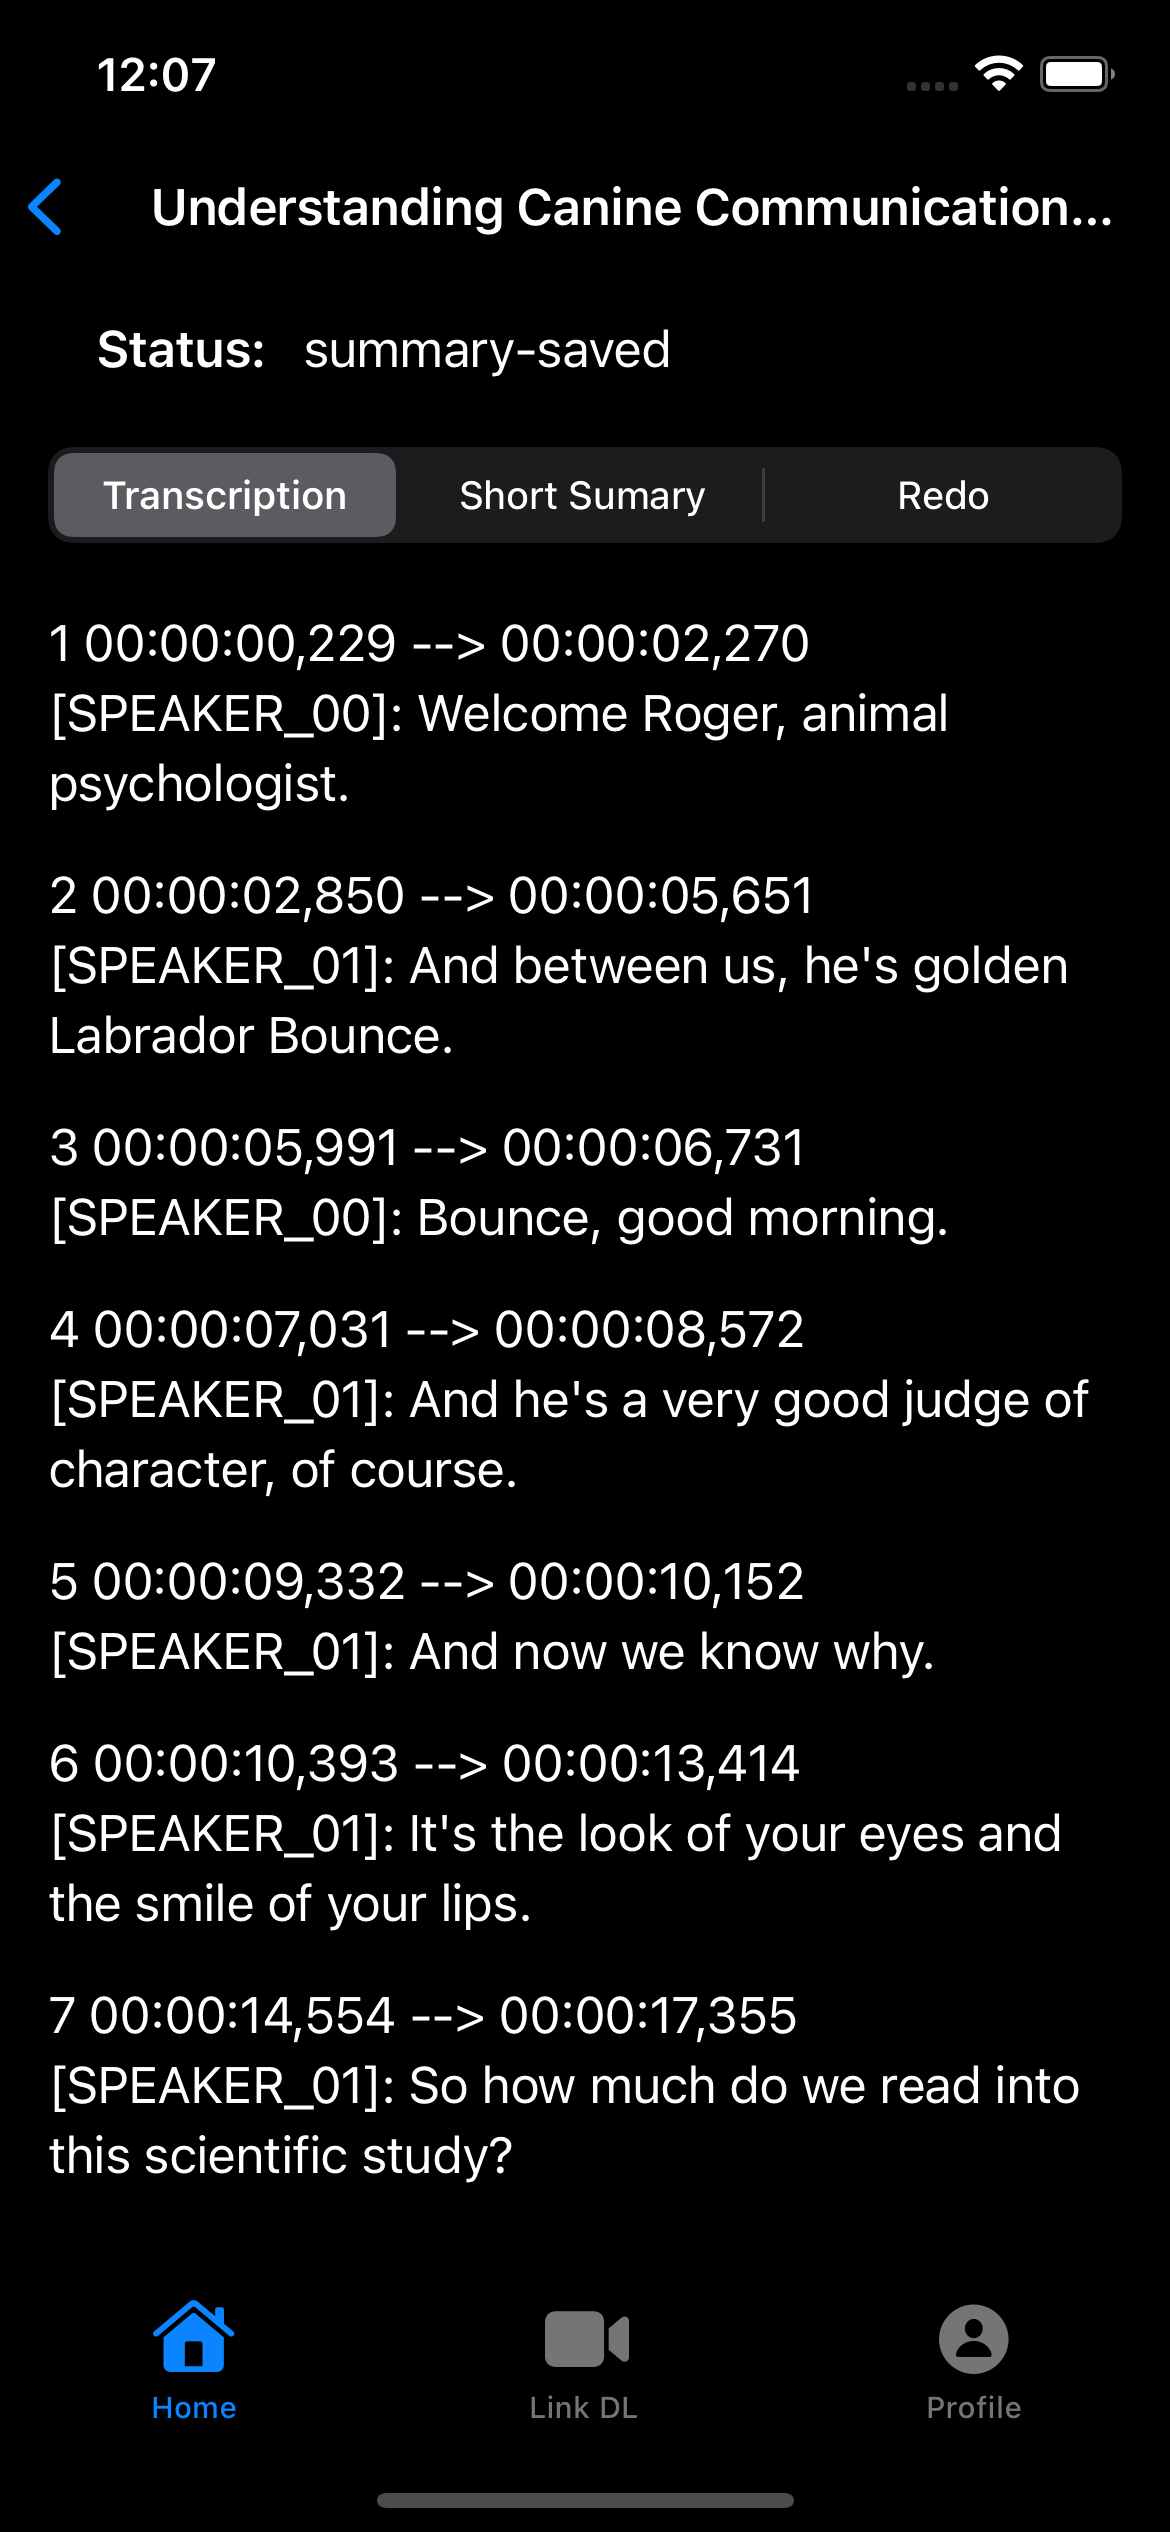 12:07
Understanding Canine Communication...
Status: summary-saved
Transcription
Short Sumary
Redo
1 00:00:00,229 --> 00:00:02,270
[SPEAKER_00]: Welcome Roger, animal
psychologist.
2 00:00:02,850 --> 00:00:05,651
[SPEAKER_01]: And between us, he's golden
Labrador Bounce.
3 00:00:05,991 --> 00:00:06,731
[SPEAKER_00]: Bounce, good morning.
4 00:00:07,031 --> 00:00:08,572
[SPEAKER_01]: And he's a very good judge of
character, of course.
5 00:00:09,332 --> 00:00:10,152
[SPEAKER_01]: And now we know why.
6 00:00:10,393 --> 00:00:13,414
[SPEAKER_01]: It's the look of your eyes and
the smile of your lips.
7 00:00:14,554 --> 00:00:17,355
[SPEAKER_01]: So how much do we read into
this scientific study?
Home
Link DL
Profile